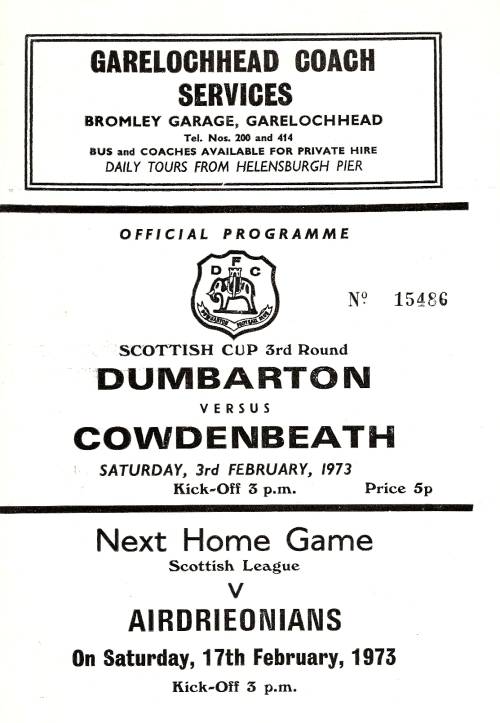 GARELOCHHEAD COACH
SERVICES
BROMLEY GARAGE, GARELOCHHEAD
Tel. Nos. 200 and 414
BUS and COACHES AVAILABLE FOR PRIVATE HIRE
DAILY TOURS FROM HELENSBURGH PIER
OFFICIAL PROGRAMME
D F C
DUMBARTON FOOTBALL CLUB
Nº 15486
SCOTTISH CUP 3rd Round
DUMBARTON
VERSUS
COWDENBEATH
SATURDAY, 3rd FEBRUARY, 1973
Kick-Off 3 p.m. Price 5p
Next Home Game
Scottish League
V
AIRDRIEONIANS
On Saturday, 17th February, 1973
Kick-Off 3 p.m.